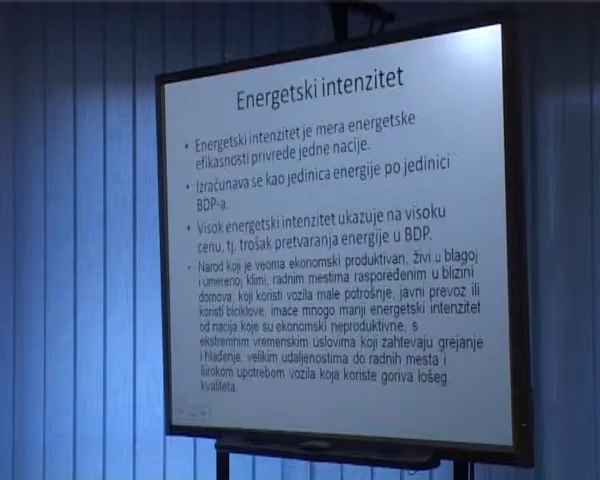 Energetski intenzitet
• Energetski intenzitet je mera energetske
efikasnosti privrede jedne nacije.
• Izračunava se kao jedinica energije po jedinici
BDP-a.
• Visok energetski intenzitet ukazuje na visoku
cenu, tj. trošak pretvaranja energije u BDP.
• Narod koji je veoma ekonomski produktivan, živi u blagoj
i umerenoj klimi, radnim mestima raspoređenim u blizini
domova, koji koristi vozila male potrošnje, javni prevoz ili
koristi bicikłove, imaće mnogo manji energetski intenzitet
od nacija koje su ekonomski neproduktivne, s
ekstremnim vremenskim uslovima koji zahtevaju grejanje
i hlađenje, velikim udaljenostima do radnih mesta i
širokom upotrebom vozila koja koriste goriva lošeg
kvaliteta.